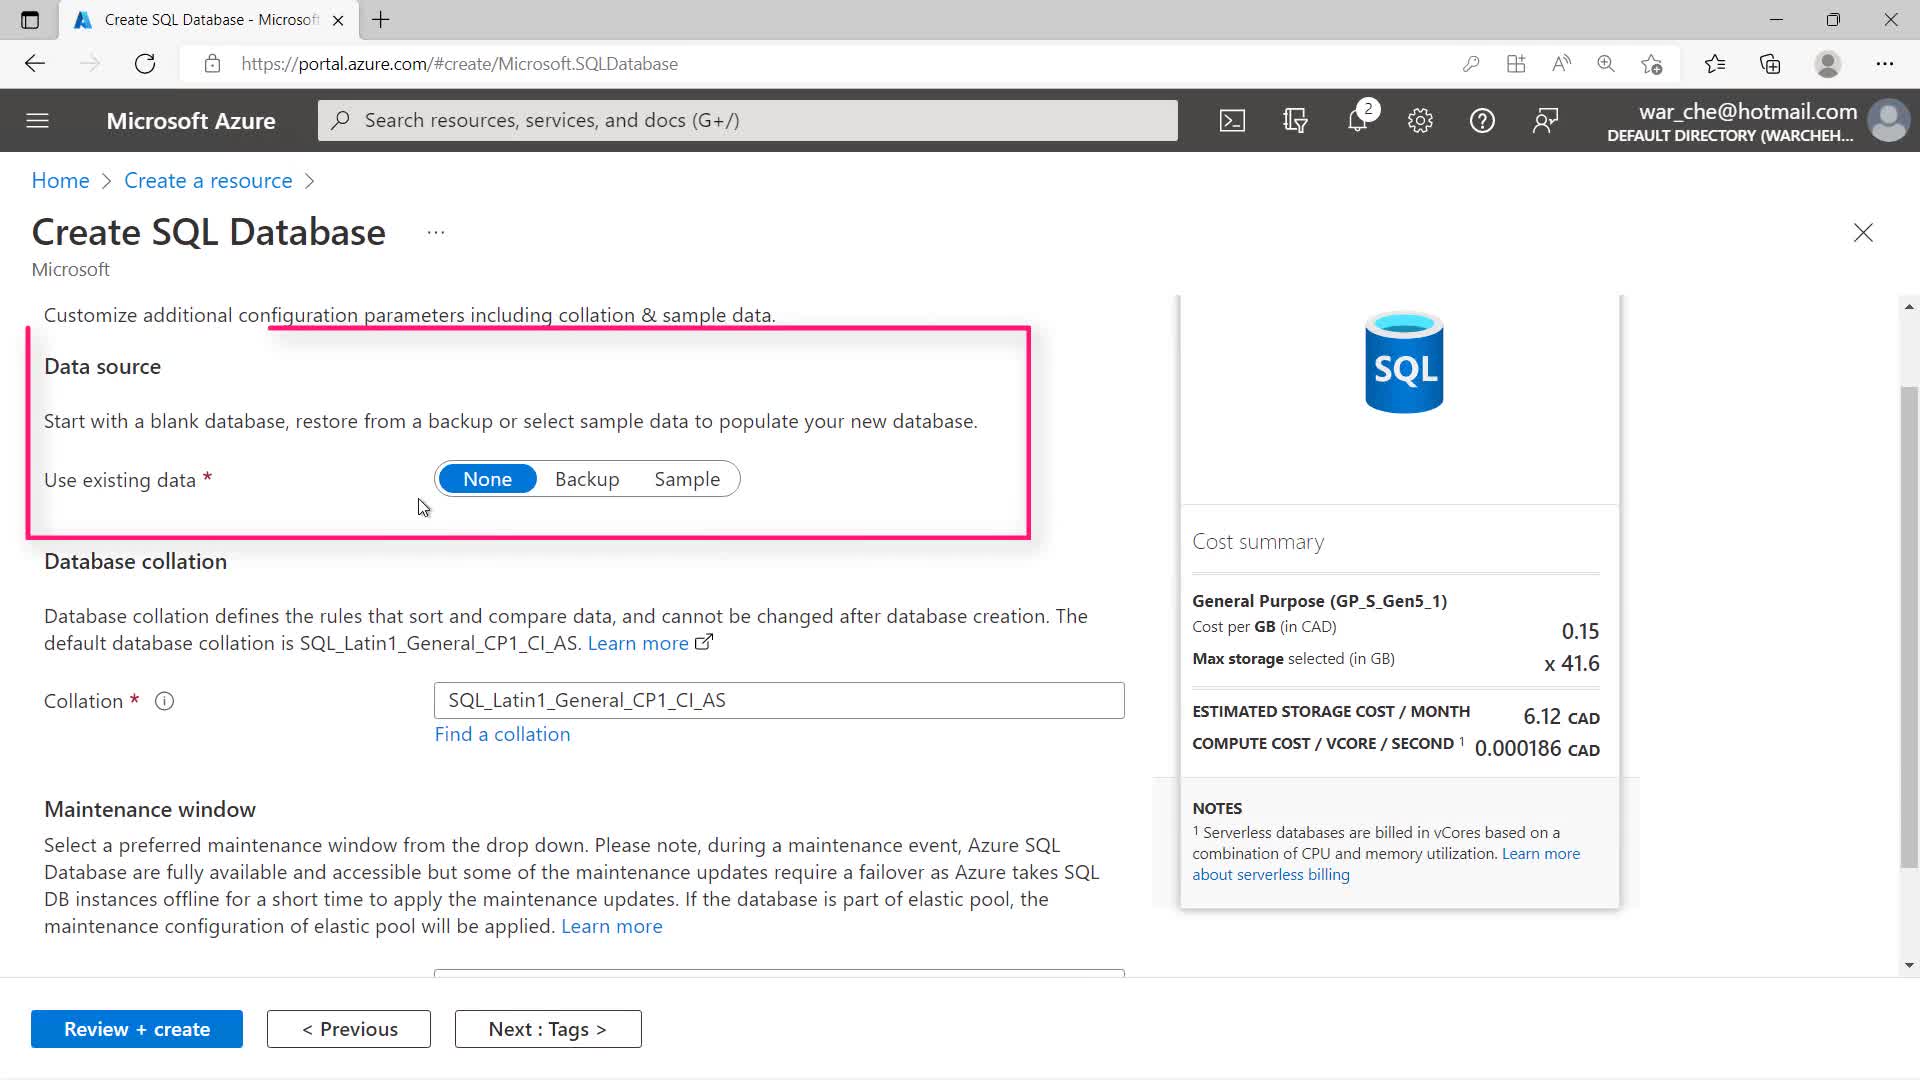 Create SQL Database - Microsof
https://portal.azure.com/#create/Microsoft.SQLDatabase
Microsoft Azure
Search resources, services, and docs (G+/)
2
war_che@hotmail.com
DEFAULT DIRECTORY (WARCHEH...
Home > Create a resource >
Create SQL Database ...
Microsoft
Customize additional configuration parameters including collation & sample data.
Data source
Start with a blank database, restore from a backup or select sample data to populate your new database.
Use existing data *
None Backup Sample
Database collation
Database collation defines the rules that sort and compare data, and cannot be changed after database creation. The
default database collation is SQL_Latin1_General_CP1_CI_AS. Learn more
Collation *
SQL_Latin1_General_CP1_CI_AS
Find a collation
Maintenance window
Select a preferred maintenance window from the drop down. Please note, during a maintenance event, Azure SQL
Database are fully available and accessible but some of the maintenance updates require a failover as Azure takes SQL
DB instances offline for a short time to apply the maintenance updates. If the database is part of elastic pool, the
maintenance configuration of elastic pool will be applied. Learn more
SQL
Cost summary
General Purpose (GP_S_Gen5_1)
Cost per GB (in CAD) 0.15
Max storage selected (in GB) x 41.6
ESTIMATED STORAGE COST / MONTH 6.12 CAD
COMPUTE COST / VCORE / SECOND 1 0.000186 CAD
NOTES
1 Serverless databases are billed in vCores based on a
combination of CPU and memory utilization. Learn more
about serverless billing
Review + create
< Previous
Next : Tags >